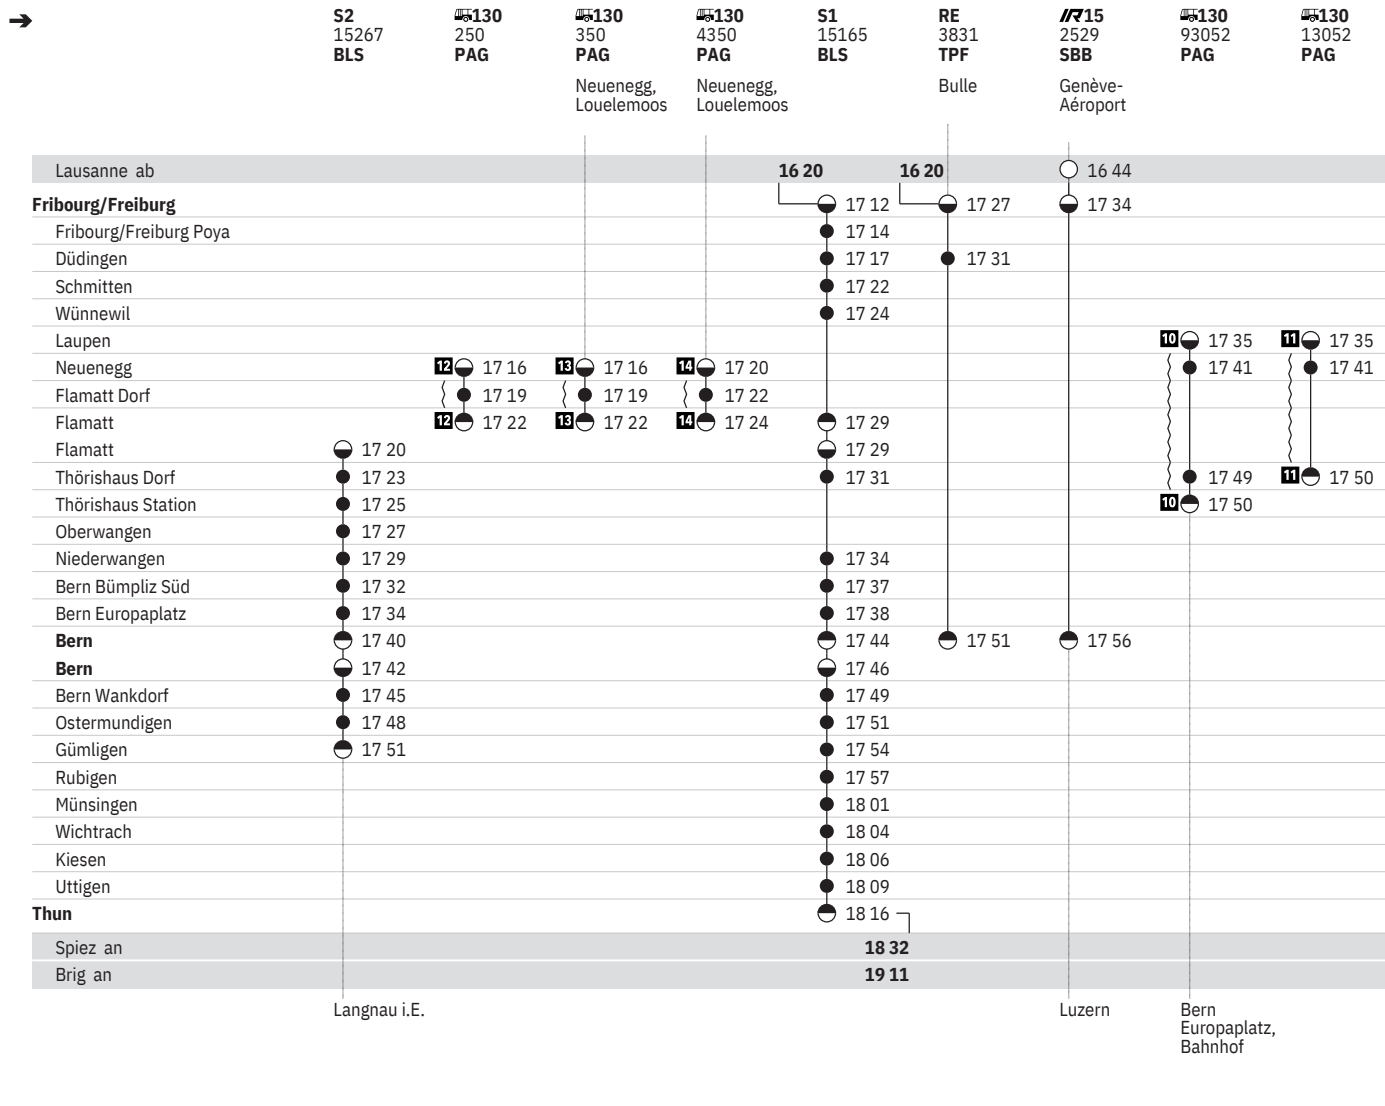 ➔ S2 130 130 130 S1 RE IR15 130 130
15267 250 350 4350 15165 3831 2529 93052 13052
BLS PAG PAG PAG BLS TPF SBB PAG PAG
Neuenegg, Neuenegg, Bulle Genève-
Louelemoos Louelemoos Aéroport
Lausanne ab 16 20 16 20 16 44
Fribourg/Freiburg 17 12 17 27 17 34
Fribourg/Freiburg Poya 17 14
Düdingen 17 17 17 31
Schmitten 17 22
Wünnewil 17 24
Laupen 10 17 35 11 17 35
Neuenegg 12 17 16 13 17 16 14 17 20 17 41 17 41
Flamatt Dorf 17 19 17 19 17 22
Flamatt 12 17 22 13 17 22 14 17 24 17 29
Flamatt 17 20 17 29
Thörishaus Dorf 17 23 17 31 17 49 11 17 50
Thörishaus Station 17 25 10 17 50
Oberwangen 17 27
Niederwangen 17 29 17 34
Bern Bümpliz Süd 17 32 17 37
Bern Europaplatz 17 34 17 38
Bern 17 40 17 44 17 51 17 56
Bern 17 42 17 46
Bern Wankdorf 17 45 17 49
Ostermundigen 17 48 17 51
Gümligen 17 51 17 54
Rubigen 17 57
Münsingen 18 01
Wichtrach 18 04
Kiesen 18 06
Uttigen 18 09
Thun 18 16
Spiez an 18 32
Brig an 19 11
Langnau i.E. Luzern Bern
Europaplatz,
Bahnhof